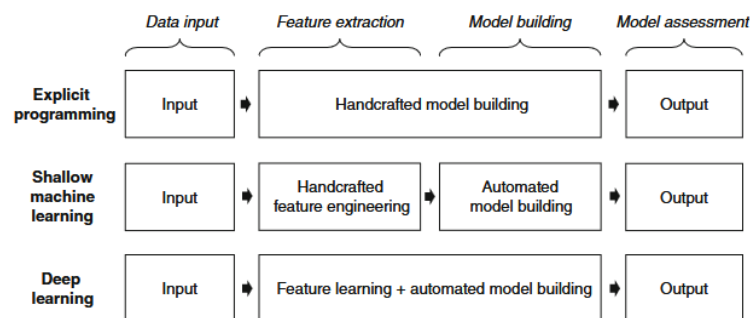 Data input Feature extraction Model building Model assessment
Explicit
programming
Input Handcrafted model building Output
Shallow
machine
learning
Input Handcrafted
feature engineering Automated
model building Output
Deep
learning
Input Feature learning + automated model building Output